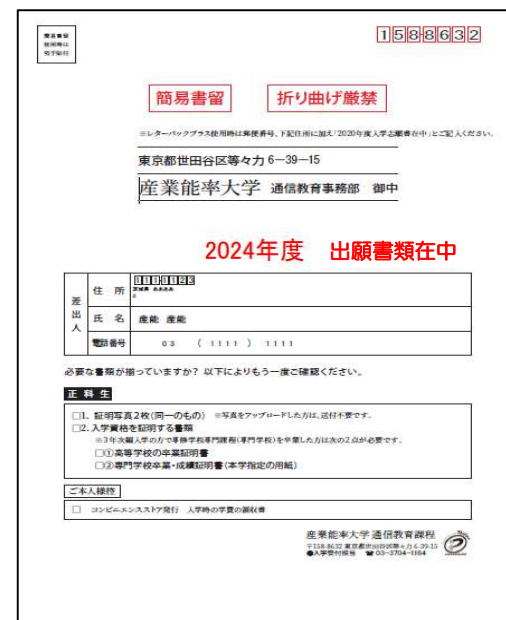 簡易書留
使用時は
切手貼付
1588632
簡易書留 折り曲げ厳禁
※レターパックプラス使用時は郵便番号、下記住所に加え「2020年度入学志願書在中」とご記入ください。
東京都世田谷区等々力 6-39-15
産業能率大学 通信教育事務部 御中
2024年度 出願書類在中
差出人
住 所
1111123
茨城県 ああああ
氏 名 産能 産能
電話番号 03 ( 1111 ) 1111
必要な書類が揃っていますか? 以下によりもう一度ご確認ください。
正科生
□1. 証明写真2枚(同一のもの) ※写真をアップロードした方は、送付不要です。
□2. 入学資格を証明する書類
※3年次編入学の方で専修学校専門課程(専門学校)を卒業した方は次の2点が必要です。
□①高等学校の卒業証明書
□②専門学校卒業・成績証明書(本学指定の用紙)
ご本人様控
□ コンビニエンスストア発行 入学時の学費の領収書
産業能率大学 通信教育課程
〒158-8632 東京都世田谷区等々力 6-39-15
●入学受付担当 ☎03-3704-1164